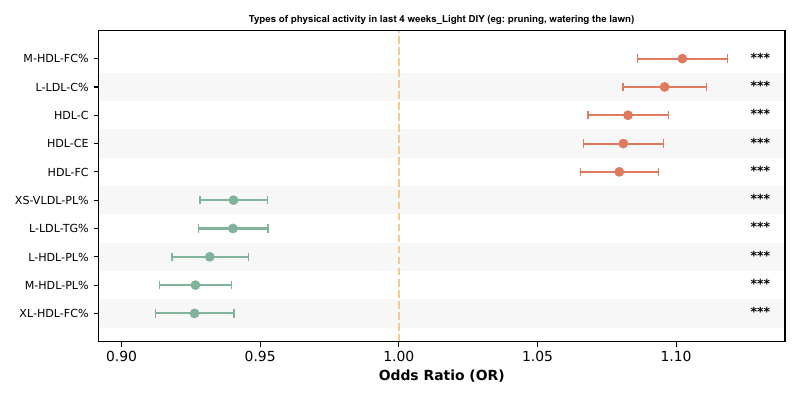 Types of physical activity in last 4 weeks_Light DIY (eg: pruning, watering the lawn)
M-HDL-FC% ***
L-LDL-C% ***
HDL-C ***
HDL-CE ***
HDL-FC ***
XS-VLDL-PL% ***
L-LDL-TG% ***
L-HDL-PL% ***
M-HDL-PL% ***
XL-HDL-FC% ***
0.90 0.95 1.00 1.05 1.10
Odds Ratio (OR)